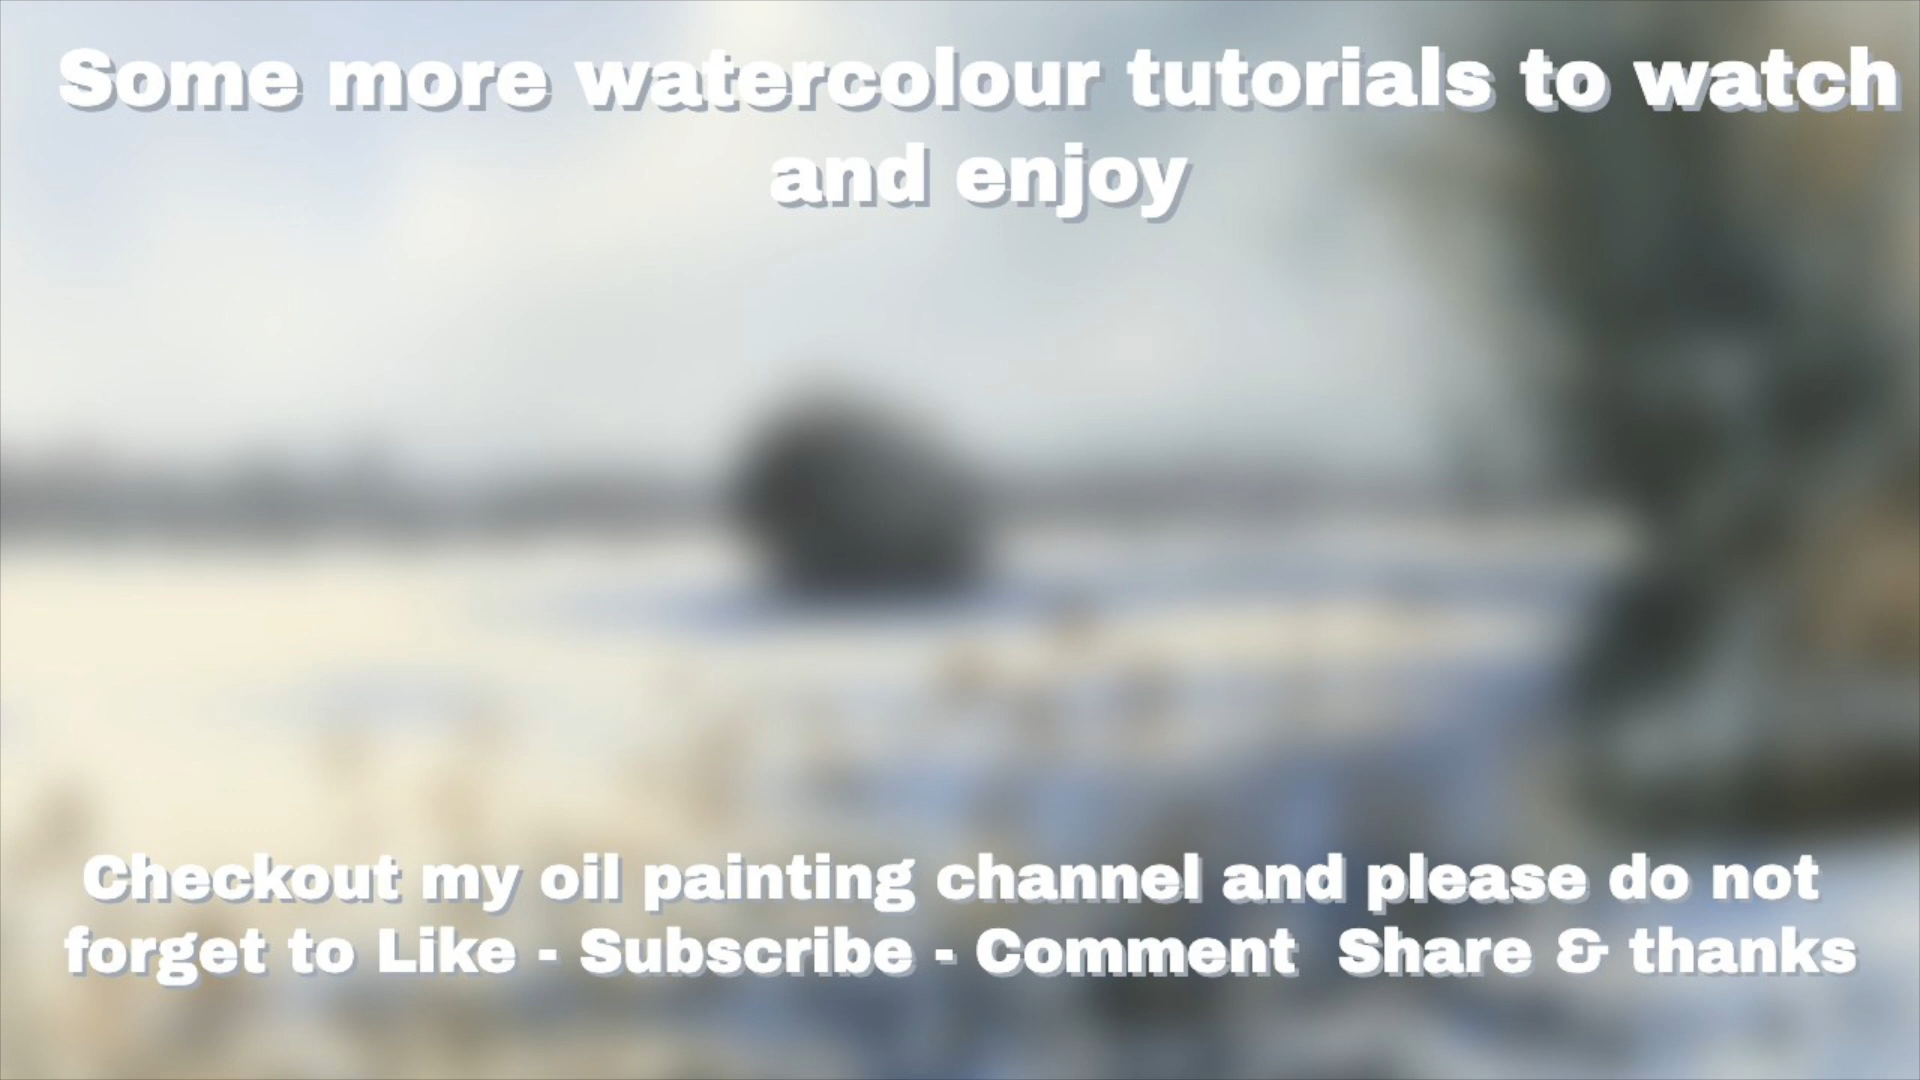 Some more watercolour tutorials to watch
and enjoy
Checkout my oil painting channel and please do not
forget to Like - Subscribe - Comment  Share & thanks